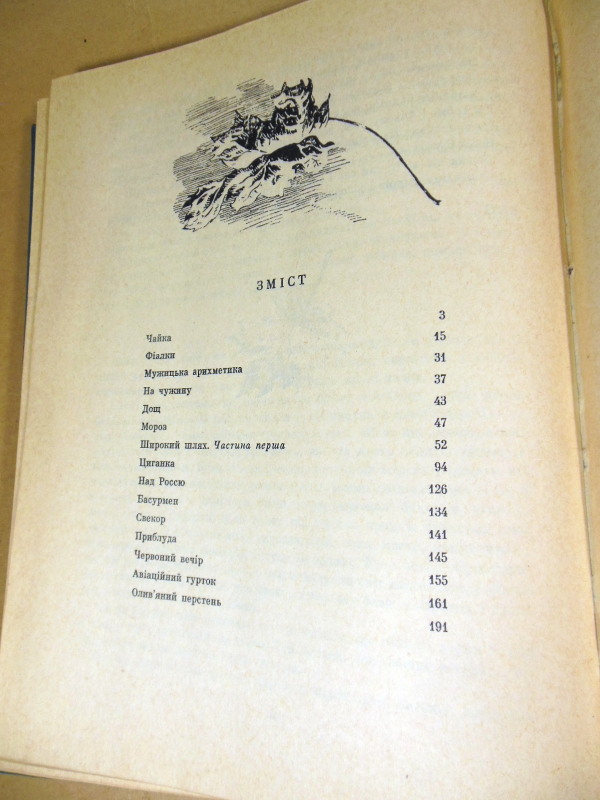 ЗМІСТ
Чайка 3
Фіалки 15
Мужицька арихметика 31
На чужину 37
Дощ 43
Мороз 47
Широкий шлях. Частина перша 52
Циганка 94
Над Россю 126
Басурмен 134
Свекор 141
Приблуда 145
Червоний вечір 155
Авіаційний гурток 161
Олив'яний перстень 191